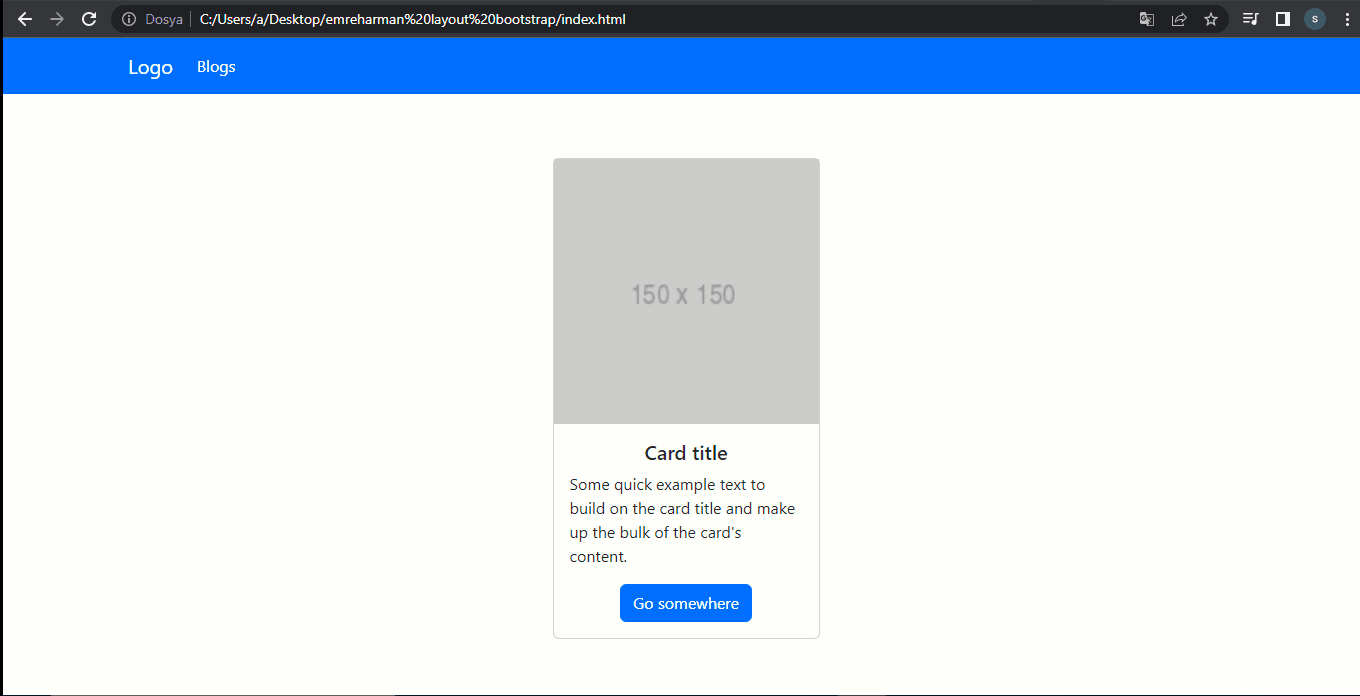 Dosya C:/Users/a/Desktop/emreharman%20layout%20bootstrap/index.html S
Logo Blogs
150 x 150
Card title
Some quick example text to
build on the card title and make
up the bulk of the card's
content.
Go somewhere